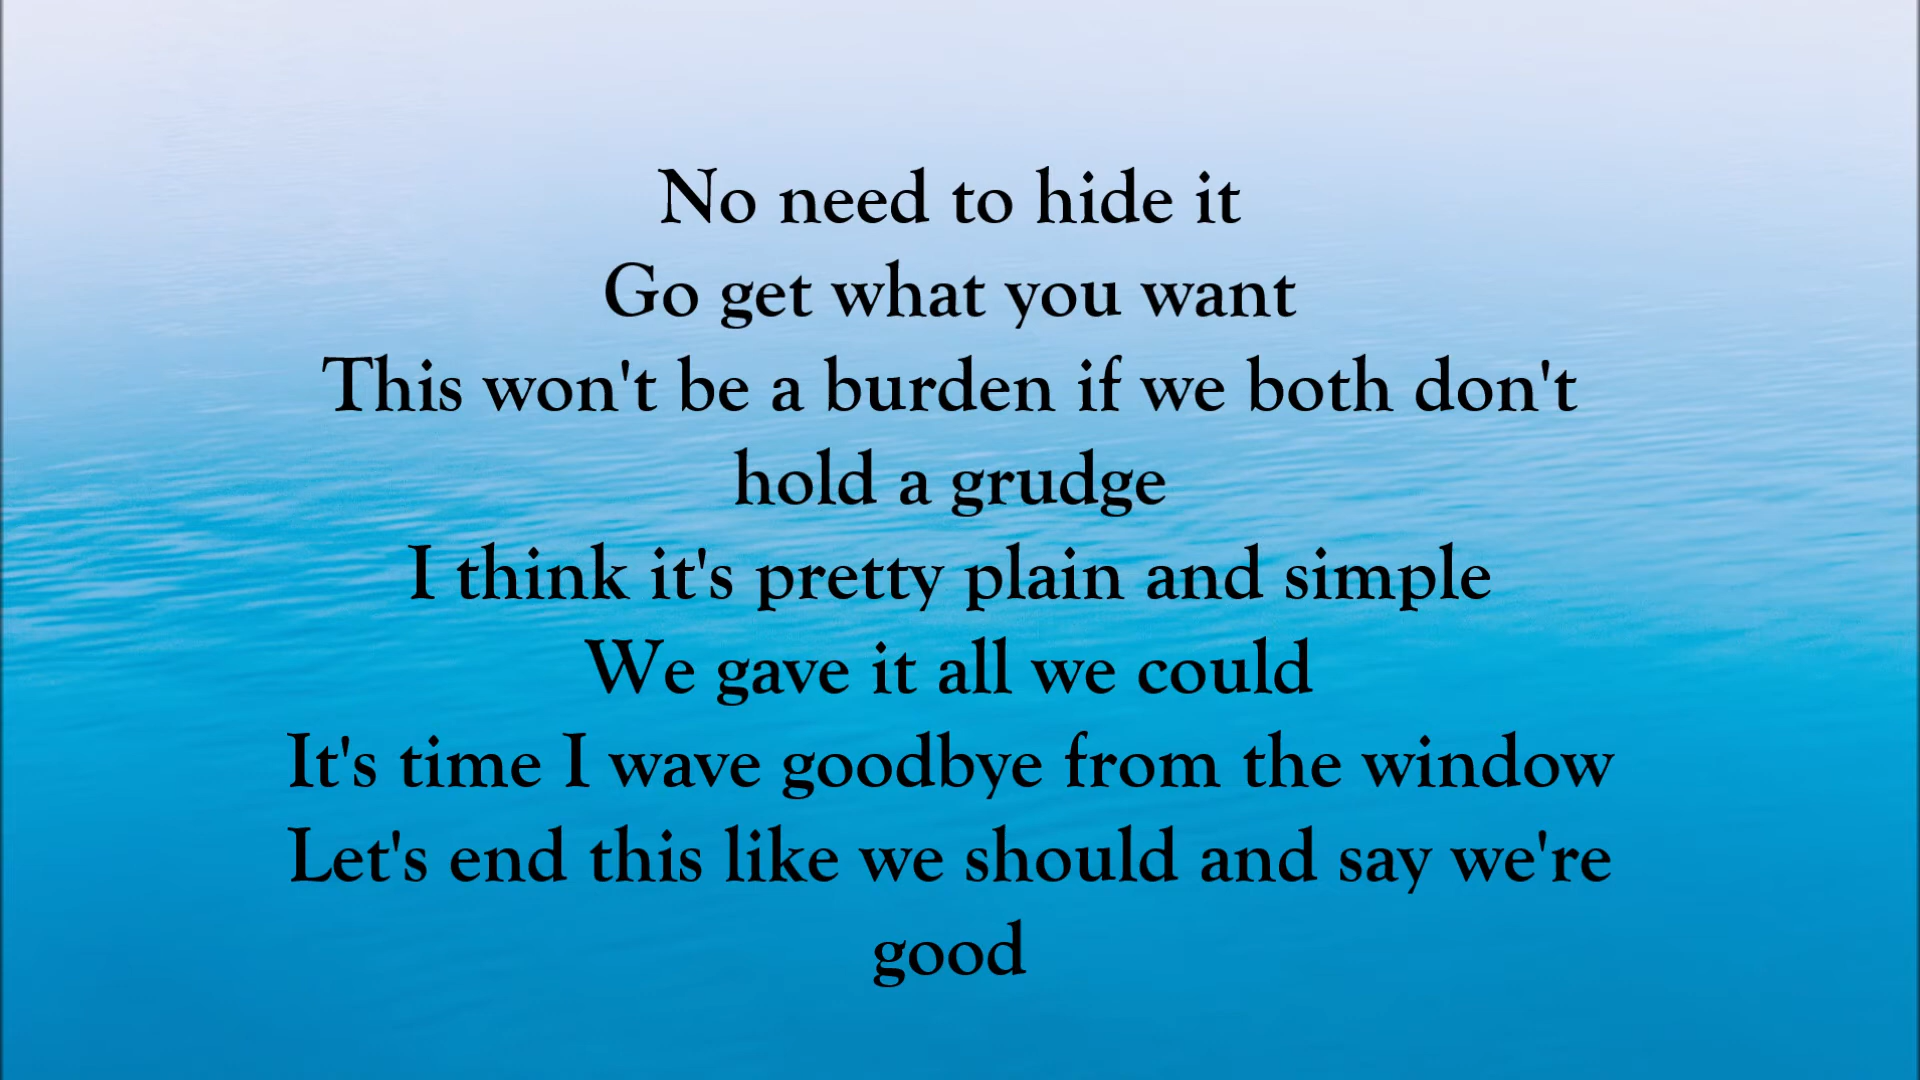 No need to hide it
Go get what you want
This won't be a burden if we both don't
hold a grudge
I think it's pretty plain and simple
We gave it all we could
It's time I wave goodbye from the window
Let's end this like we should and say we're
good